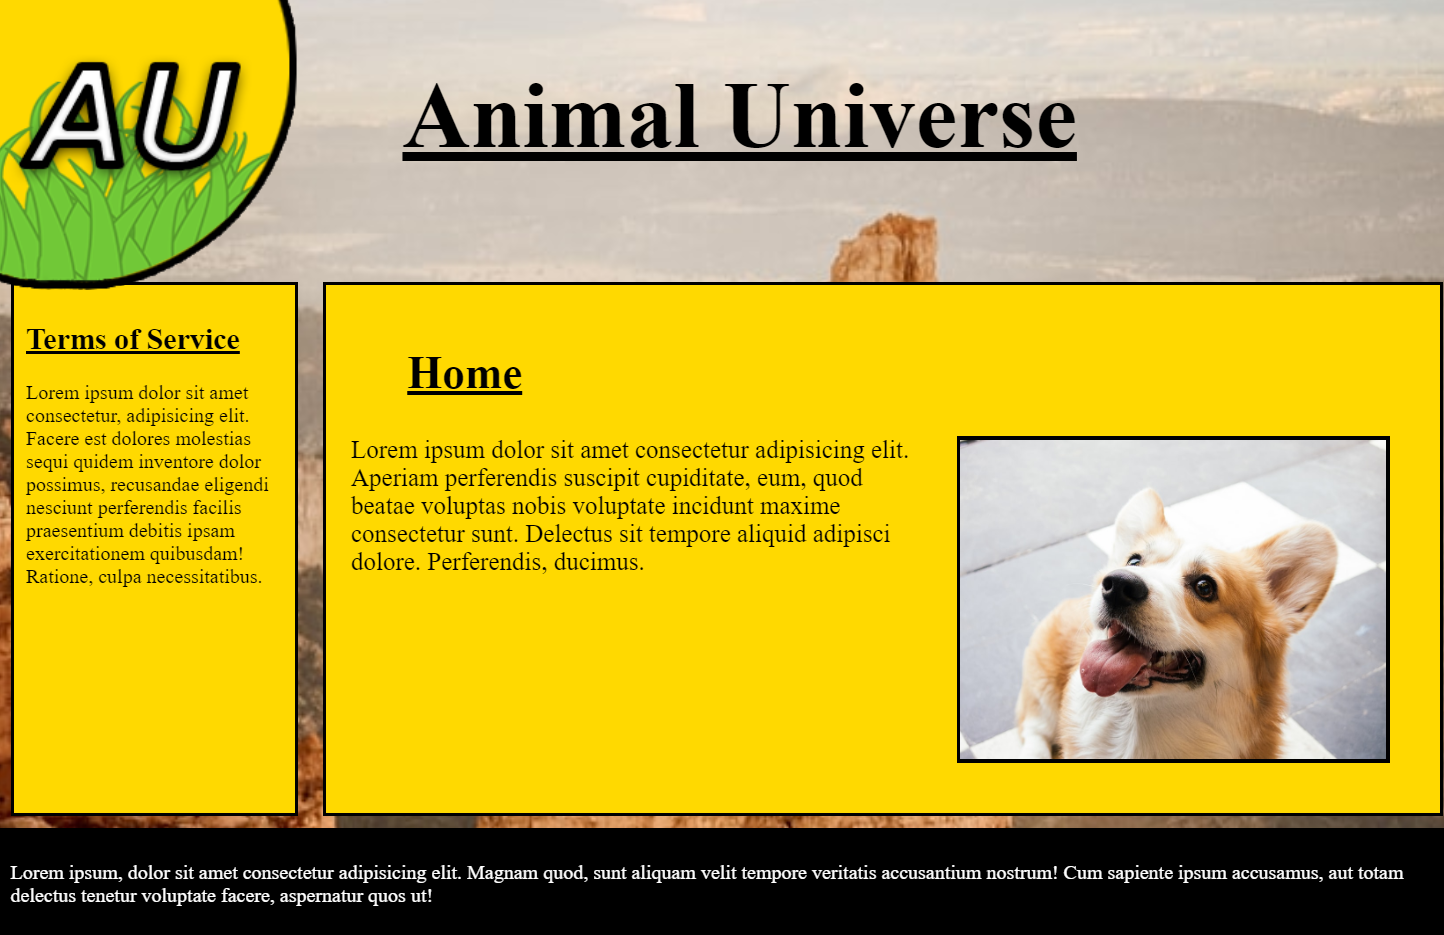 AU
Animal Universe
Terms of Service
Lorem ipsum dolor sit amet
consectetur, adipisicing elit.
Facere est dolores molestias
sequi quidem inventore dolor
possimus, recusandae eligendi
nesciunt perferendis facilis
praesentium debitis ipsam
exercitationem quibusdam!
Ratione, culpa necessitatibus.
Home
Lorem ipsum dolor sit amet consectetur adipisicing elit.
Aperiam perferendis suscipit cupiditate, eum, quod
beatae voluptas nobis voluptate incidunt maxime
consectetur sunt. Delectus sit tempore aliquid adipisci
dolore. Perferendis, ducimus.
Lorem ipsum, dolor sit amet consectetur adipisicing elit. Magnam quod, sunt aliquam velit tempore veritatis accusantium nostrum! Cum sapiente ipsum accusamus, aut totam
delectus tenetur voluptate facere, aspernatur quos ut!